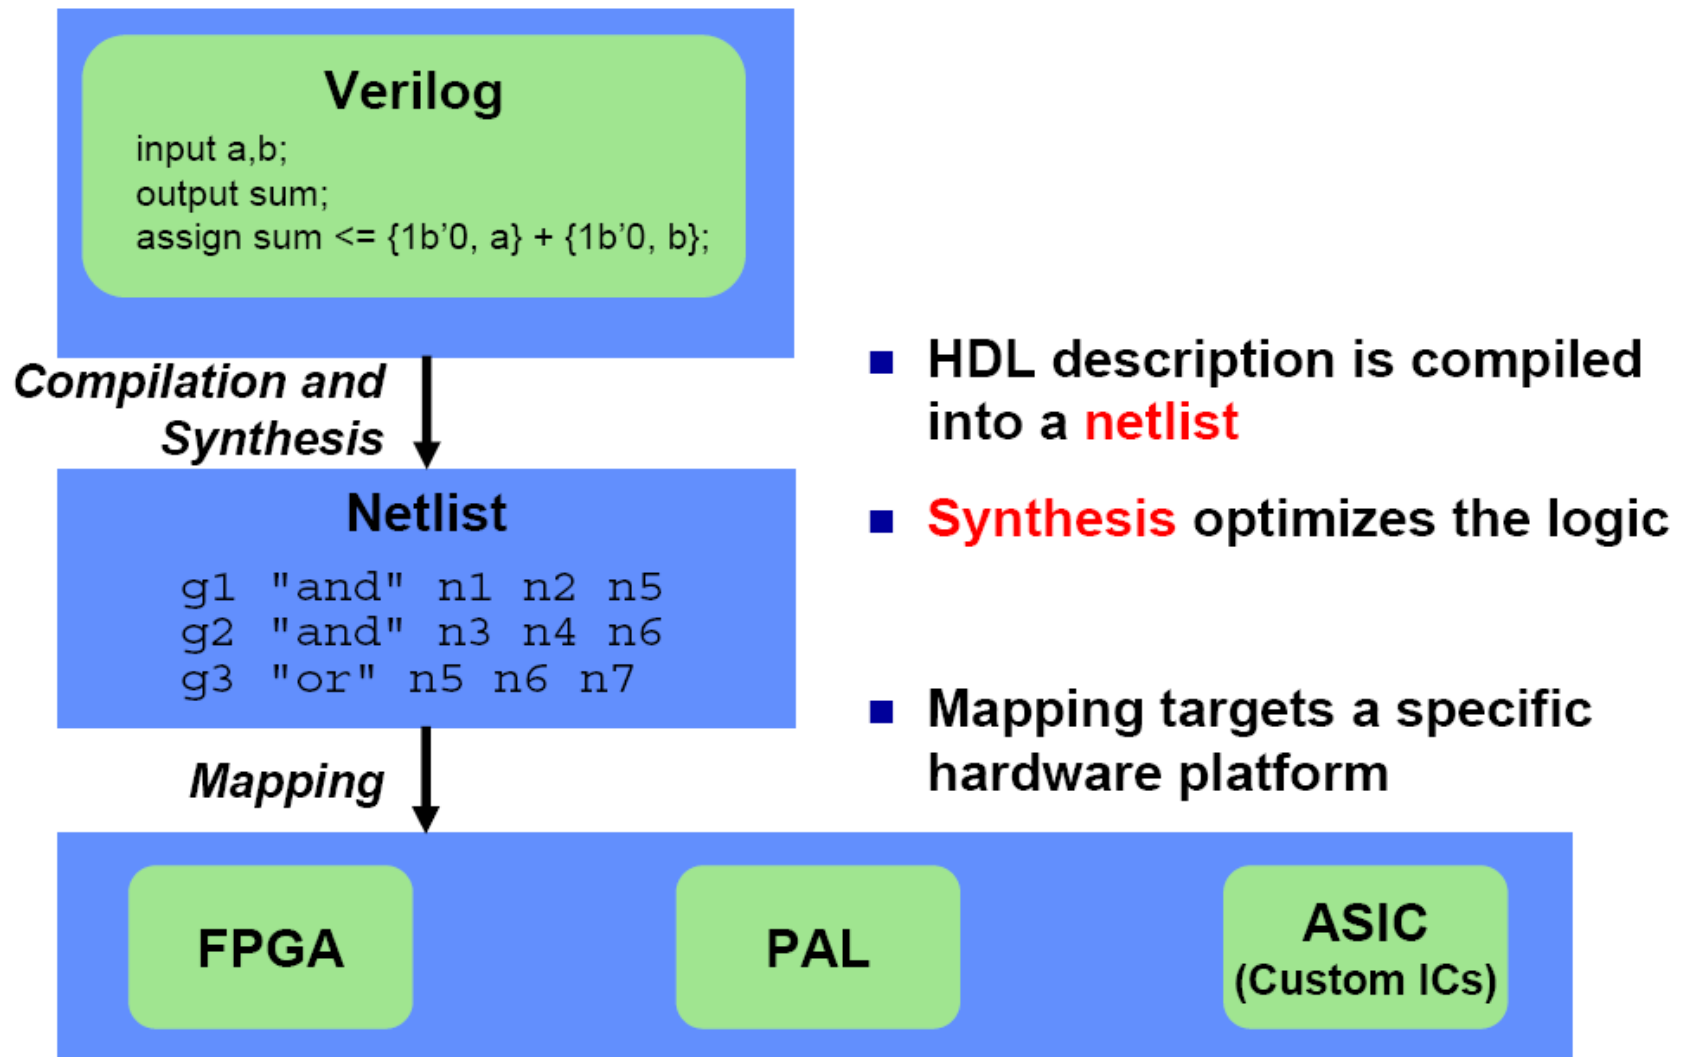 Verilog
input a,b;
output sum;
assign sum <= {1b’0, a} + {1b’0, b};
Compilation and
Synthesis
Netlist
g1 "and" n1 n2 n5
g2 "and" n3 n4 n6
g3 "or" n5 n6 n7
Mapping
HDL description is compiled
into a netlist
Synthesis optimizes the logic
Mapping targets a specific
hardware platform
FPGA
PAL
ASIC
(Custom ICs)